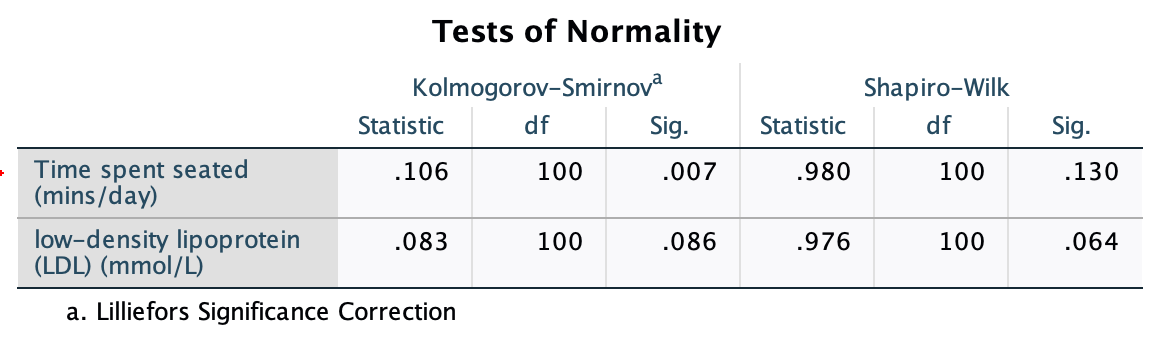 Tests of Normality
Kolmogorov-Smirnovᵃ Shapiro-Wilk
Statistic df Sig. Statistic df Sig.
Time spent seated (mins/day) .106 100 .007 .980 100 .130
low-density lipoprotein (LDL) (mmol/L) .083 100 .086 .976 100 .064
a. Lilliefors Significance Correction